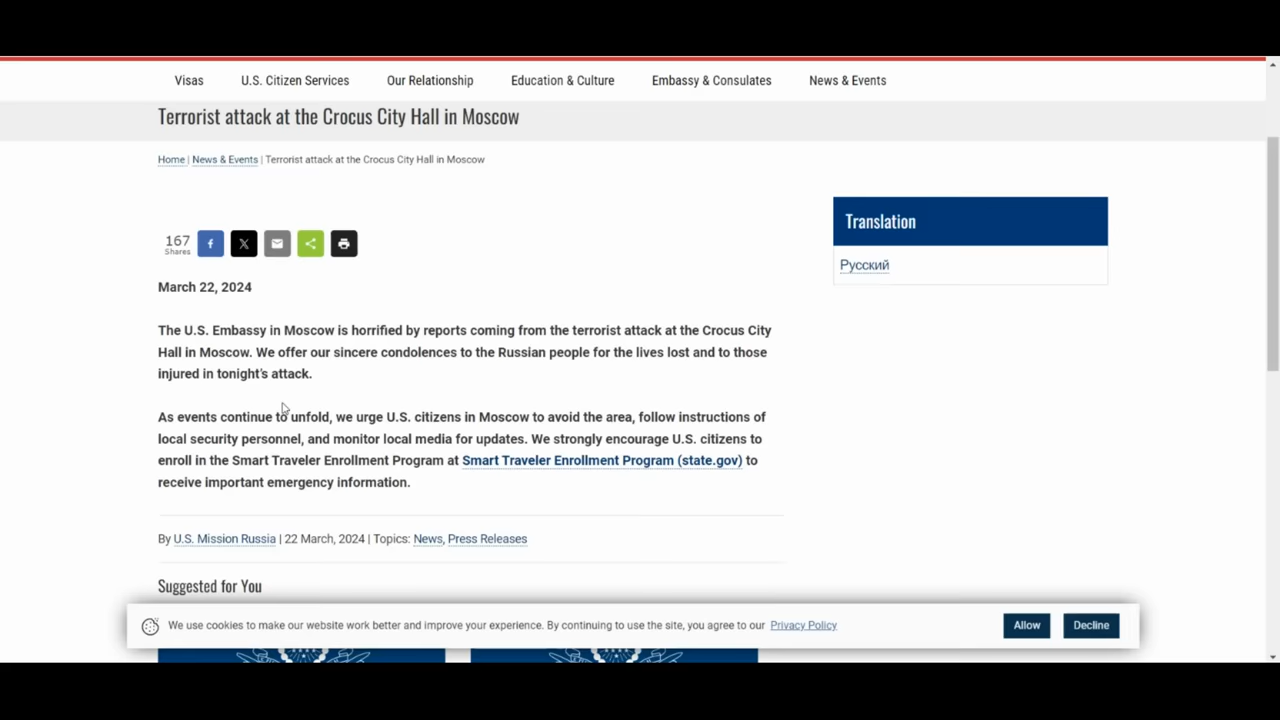 Visas U.S. Citizen Services Our Relationship Education & Culture Embassy & Consulates News & Events
Terrorist attack at the Crocus City Hall in Moscow
Home | News & Events | Terrorist attack at the Crocus City Hall in Moscow
Translation
Русский
167
Shares
March 22, 2024
The U.S. Embassy in Moscow is horrified by reports coming from the terrorist attack at the Crocus City
Hall in Moscow. We offer our sincere condolences to the Russian people for the lives lost and to those
injured in tonight's attack.
As events continue to unfold, we urge U.S. citizens in Moscow to avoid the area, follow instructions of
local security personnel, and monitor local media for updates. We strongly encourage U.S. citizens to
enroll in the Smart Traveler Enrollment Program at Smart Traveler Enrollment Program (state.gov) to
receive important emergency information.
By U.S. Mission Russia | 22 March, 2024 | Topics: News, Press Releases
Suggested for You
We use cookies to make our website work better and improve your experience. By continuing to use the site, you agree to our Privacy Policy
Allow Decline